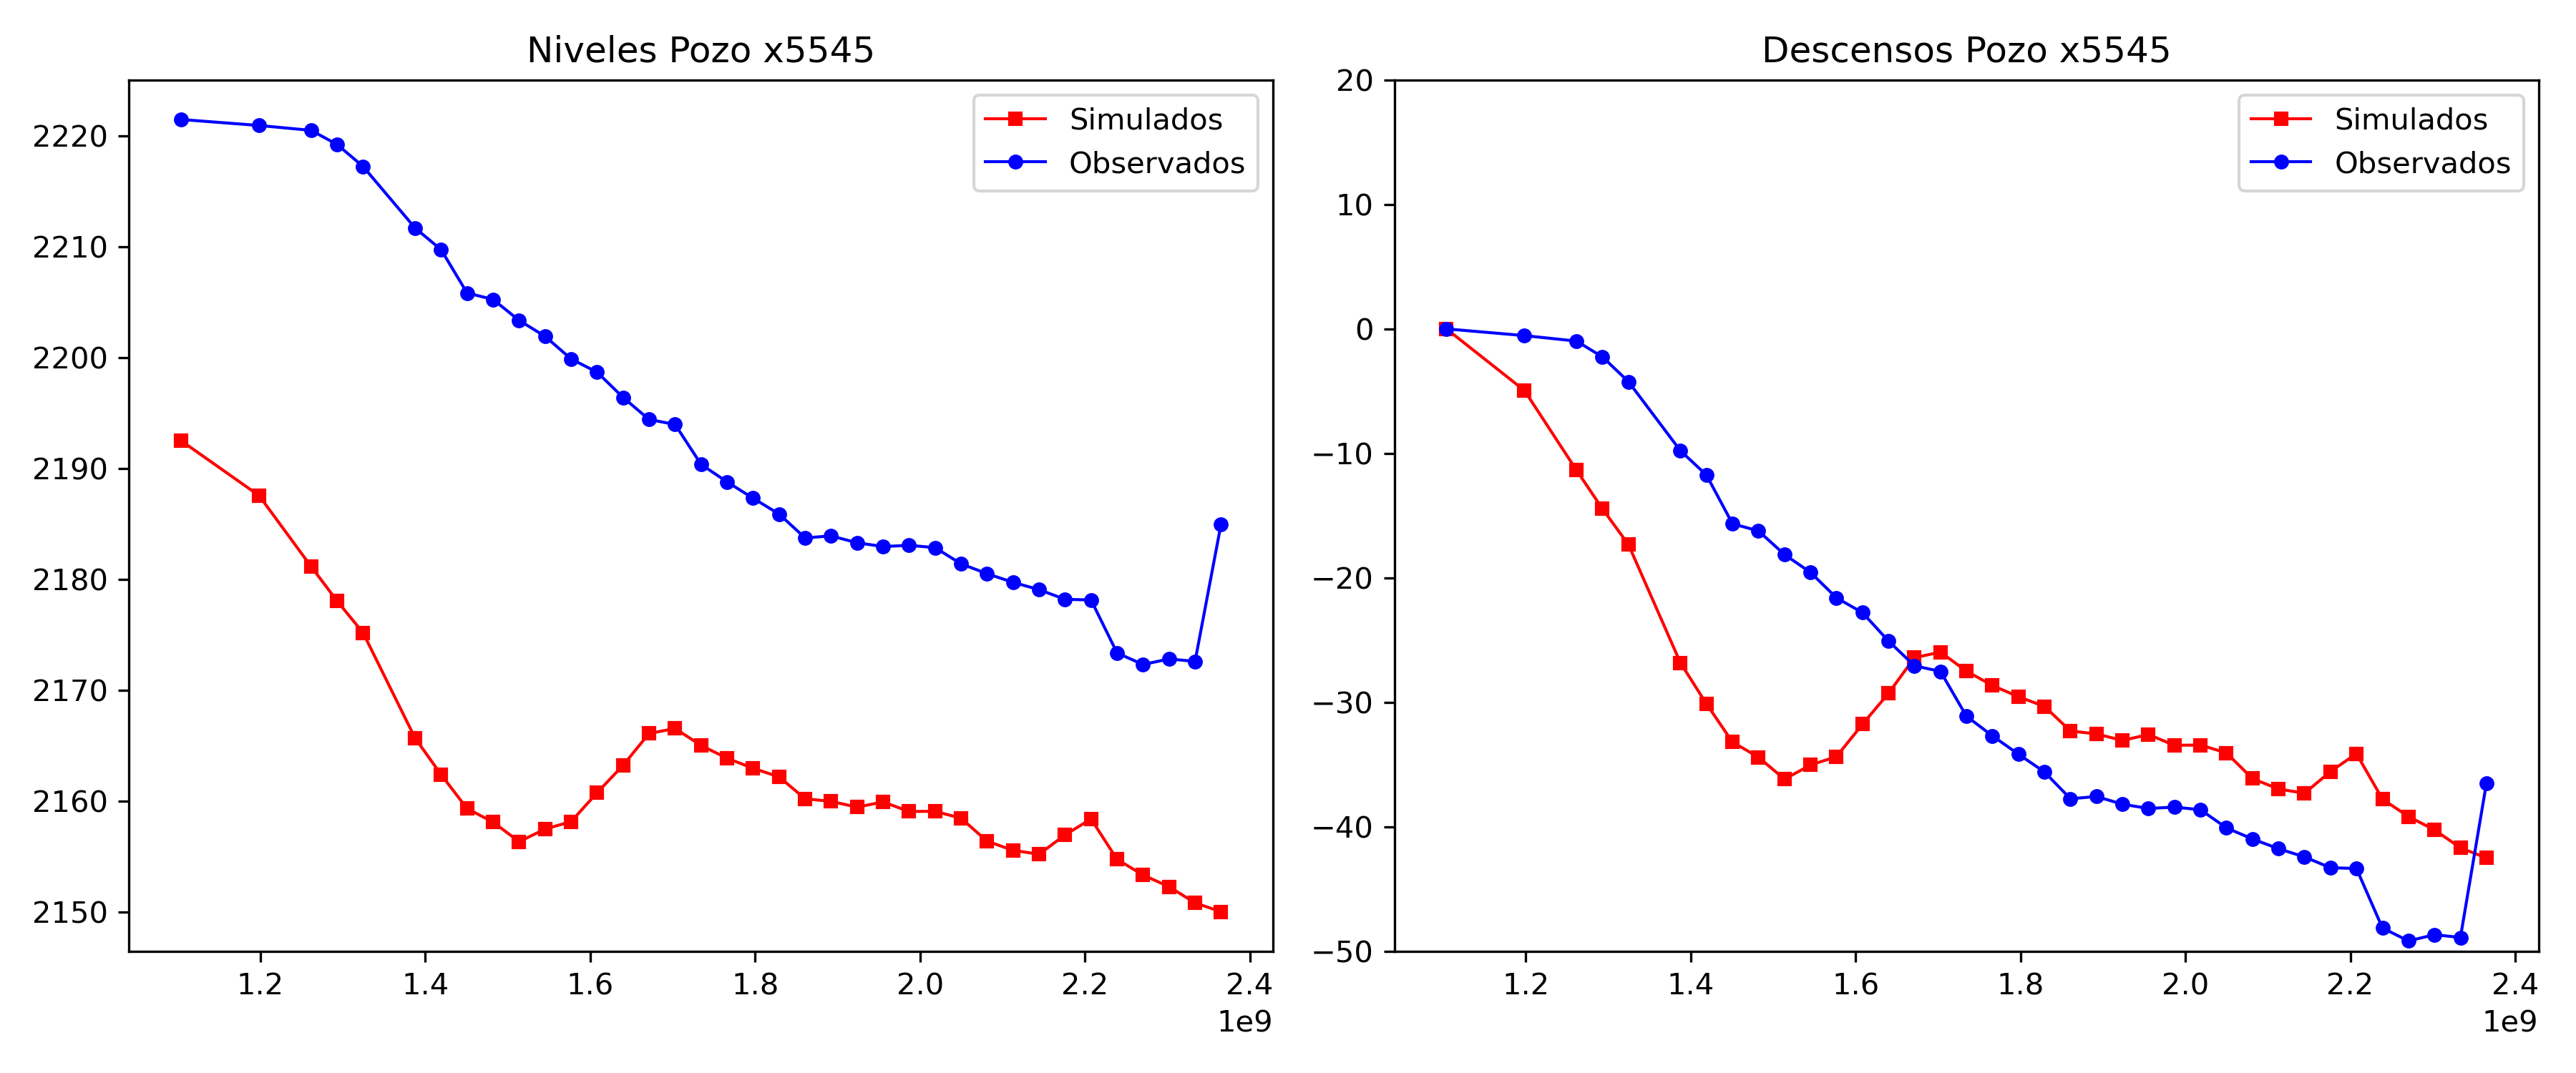 Niveles Pozo x5545
2220
2210
2200
2190
2180
2170
2160
2150
1.2 1.4 1.6 1.8 2.0 2.2 2.4
1e9
Simulados
Observados
Descensos Pozo x5545
20
10
0
−10
−20
−30
−40
−50
1.2 1.4 1.6 1.8 2.0 2.2 2.4
1e9
Simulados
Observados